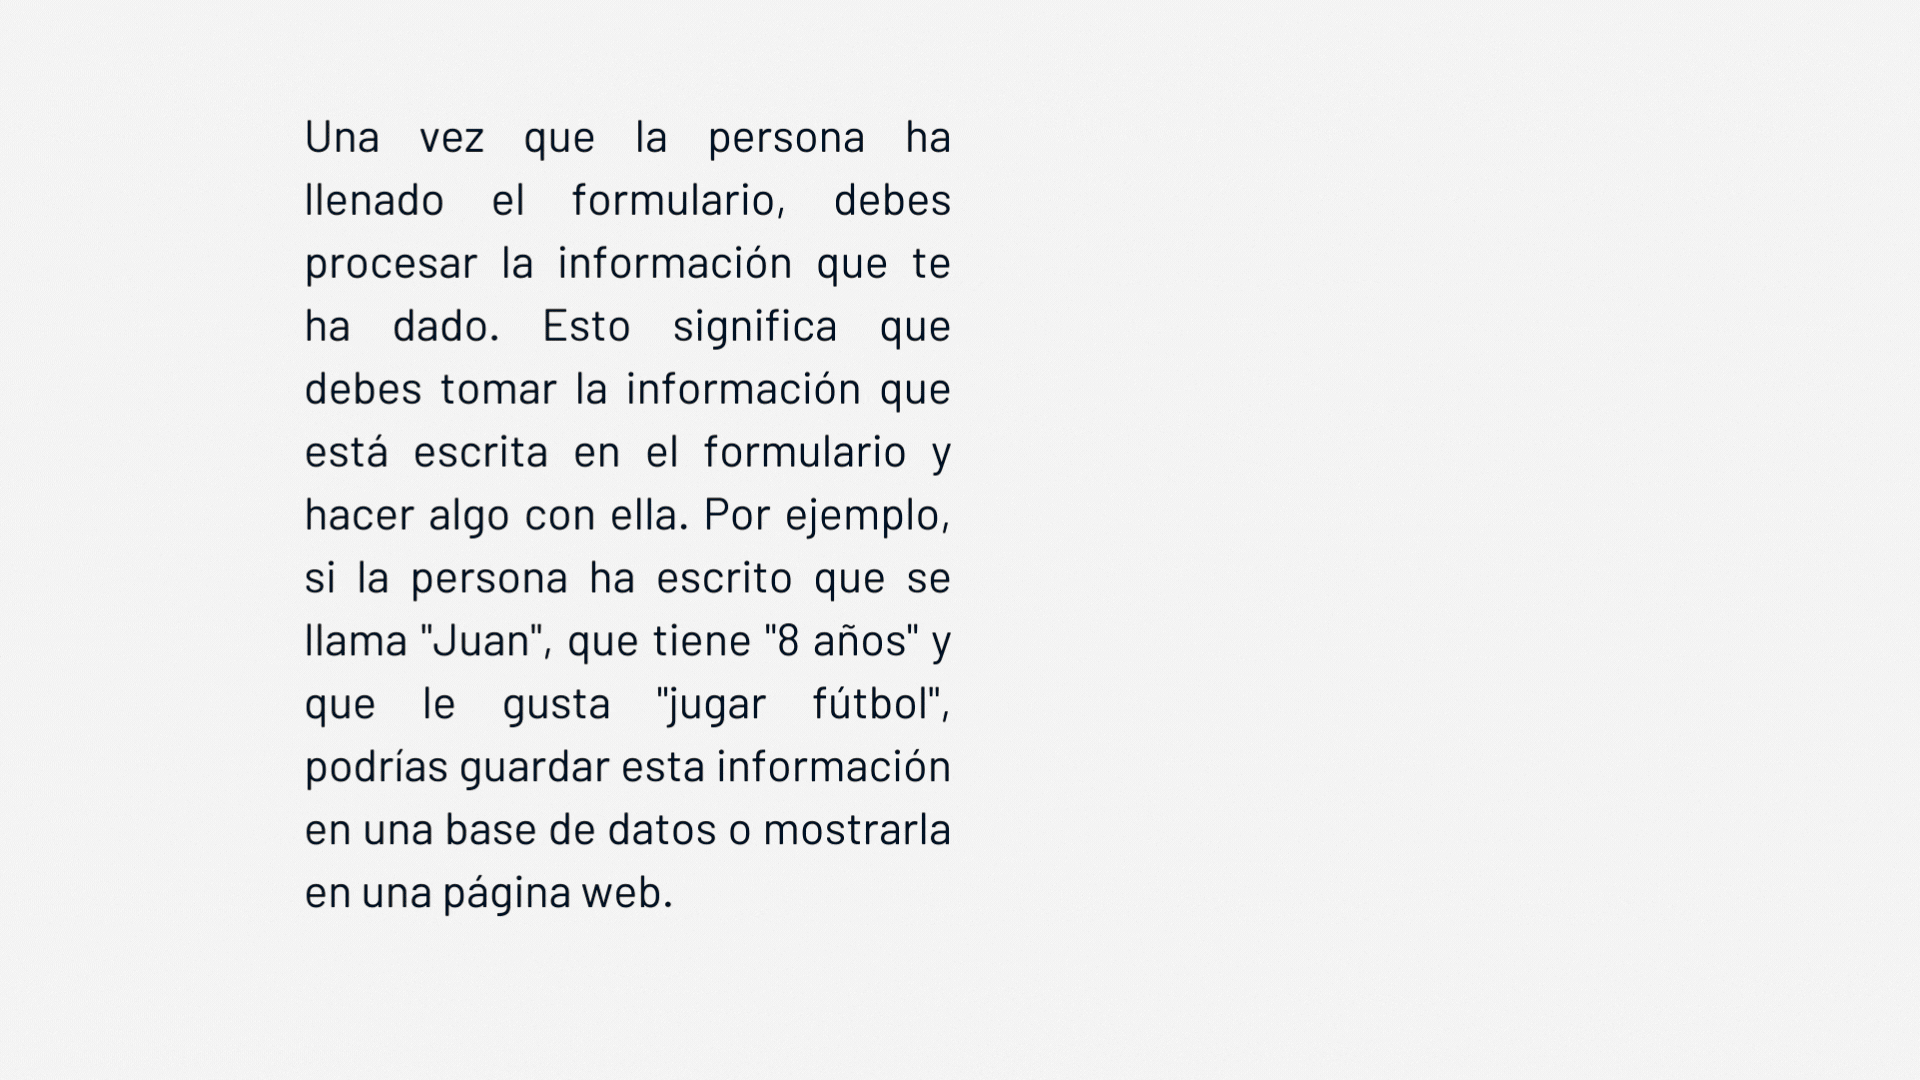 Una vez que la persona ha
llenado el formulario, debes
procesar la información que te
ha dado. Esto significa que
debes tomar la información que
está escrita en el formulario y
hacer algo con ella. Por ejemplo,
si la persona ha escrito que se
llama "Juan", que tiene "8 años" y
que le gusta "jugar fútbol",
podrías guardar esta información
en una base de datos o mostrarla
en una página web.